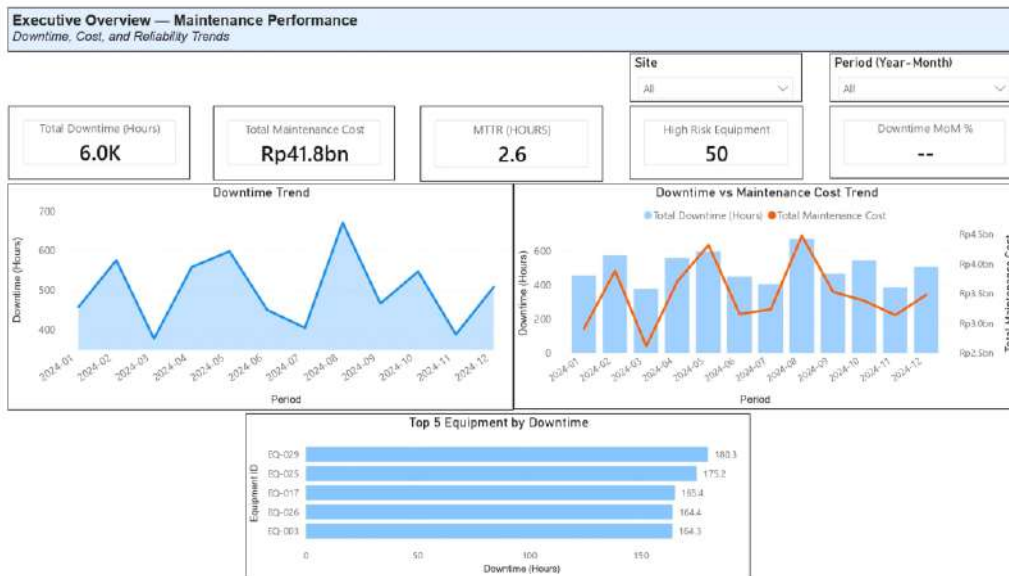 Executive Overview — Maintenance Performance
Downtime, Cost, and Reliability Trends
Site
All
Period (Year-Month)
All
Total Downtime (Hours)
6.0K
Total Maintenance Cost
Rp41.8bn
MTTR (HOURS)
2.6
High Risk Equipment
50
Downtime MoM %
--
Downtime Trend
Downtime (Hours)
700
600
500
400
2024-01
2024-02
2024-03
2024-04
2024-05
2024-06
2024-07
2024-08
2024-09
2024-10
2024-11
2024-12
Period
Downtime vs Maintenance Cost Trend
Total Downtime (Hours)
Total Maintenance Cost
Downtime (Hours)
600
400
200
0
Rp4.5bn
Rp4.0bn
Rp3.5bn
Rp3.0bn
Rp2.5bn
Total Maintenance Cost
2024-01
2024-02
2024-03
2024-04
2024-05
2024-06
2024-07
2024-08
2024-09
2024-10
2024-11
2024-12
Period
Top 5 Equipment by Downtime
Equipment ID
EQ-029
180.3
EQ-025
175.2
EQ-017
165.4
EQ-026
164.4
EQ-003
164.3
0
50
100
150
Downtime (Hours)